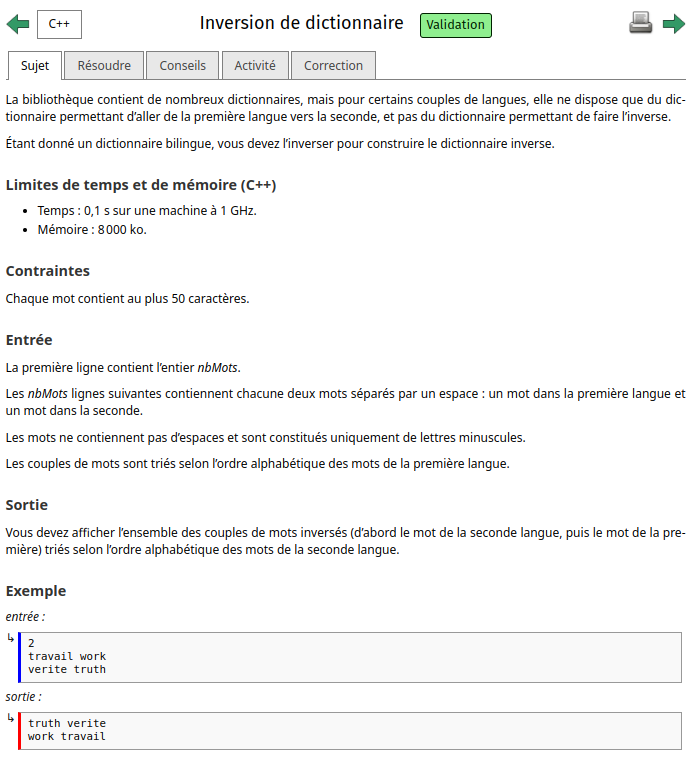 C++ Inversion de dictionnaire Validation
Sujet Résoudre Conseils Activité Correction
La bibliothèque contient de nombreux dictionnaires, mais pour certains couples de langues, elle ne dispose que du dic-
tionnaire permettant d’aller de la première langue vers la seconde, et pas du dictionnaire permettant de faire l’inverse.
Étant donné un dictionnaire bilingue, vous devez l’inverser pour construire le dictionnaire inverse.
Limites de temps et de mémoire (C++)
• Temps : 0,1 s sur une machine à 1 GHz.
• Mémoire : 8 000 ko.
Contraintes
Chaque mot contient au plus 50 caractères.
Entrée
La première ligne contient l’entier nbMots.
Les nbMots lignes suivantes contiennent chacune deux mots séparés par un espace : un mot dans la première langue et
un mot dans la seconde.
Les mots ne contiennent pas d’espaces et sont constitués uniquement de lettres minuscules.
Les couples de mots sont triés selon l’ordre alphabétique des mots de la première langue.
Sortie
Vous devez afficher l’ensemble des couples de mots inversés (d’abord le mot de la seconde langue, puis le mot de la pre-
mière) triés selon l’ordre alphabétique des mots de la seconde langue.
Exemple
entrée :
↳ 2
travail work
verite truth
sortie :
↳ truth verite
work travail